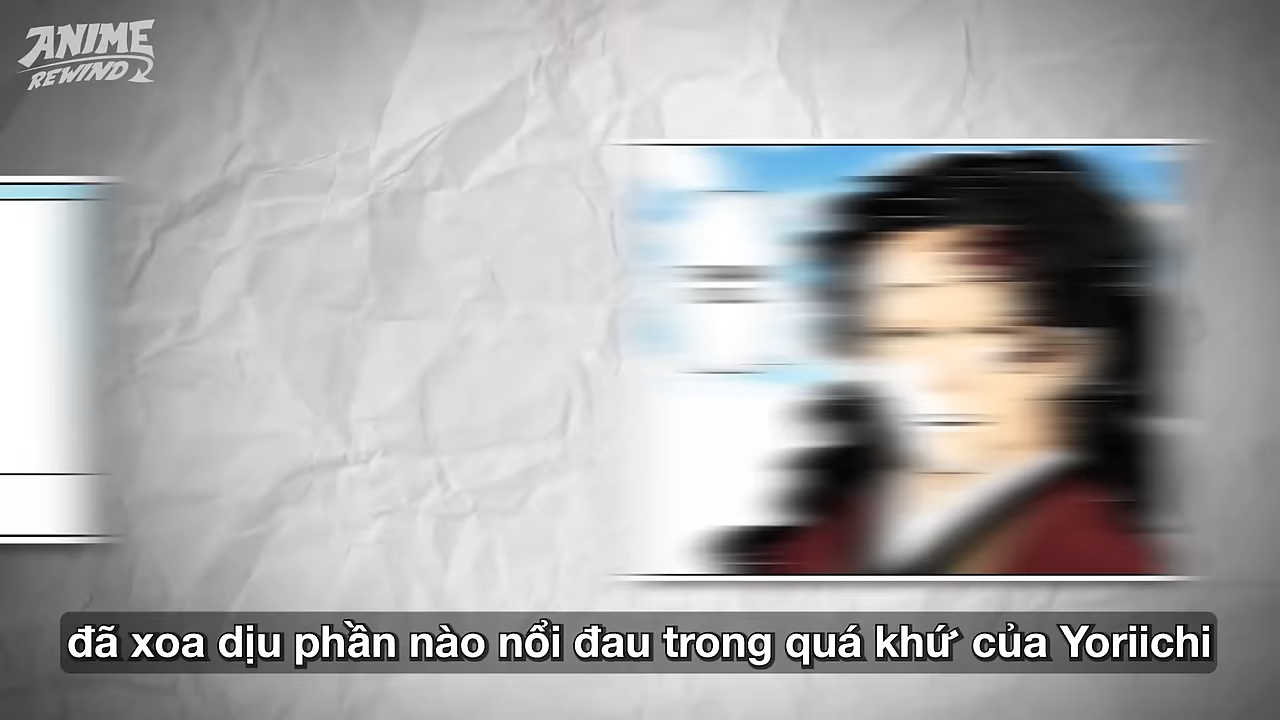 ANIME
REWIND
đã xoa dịu phần nào nổi đau trong quá khứ của Yoriichi